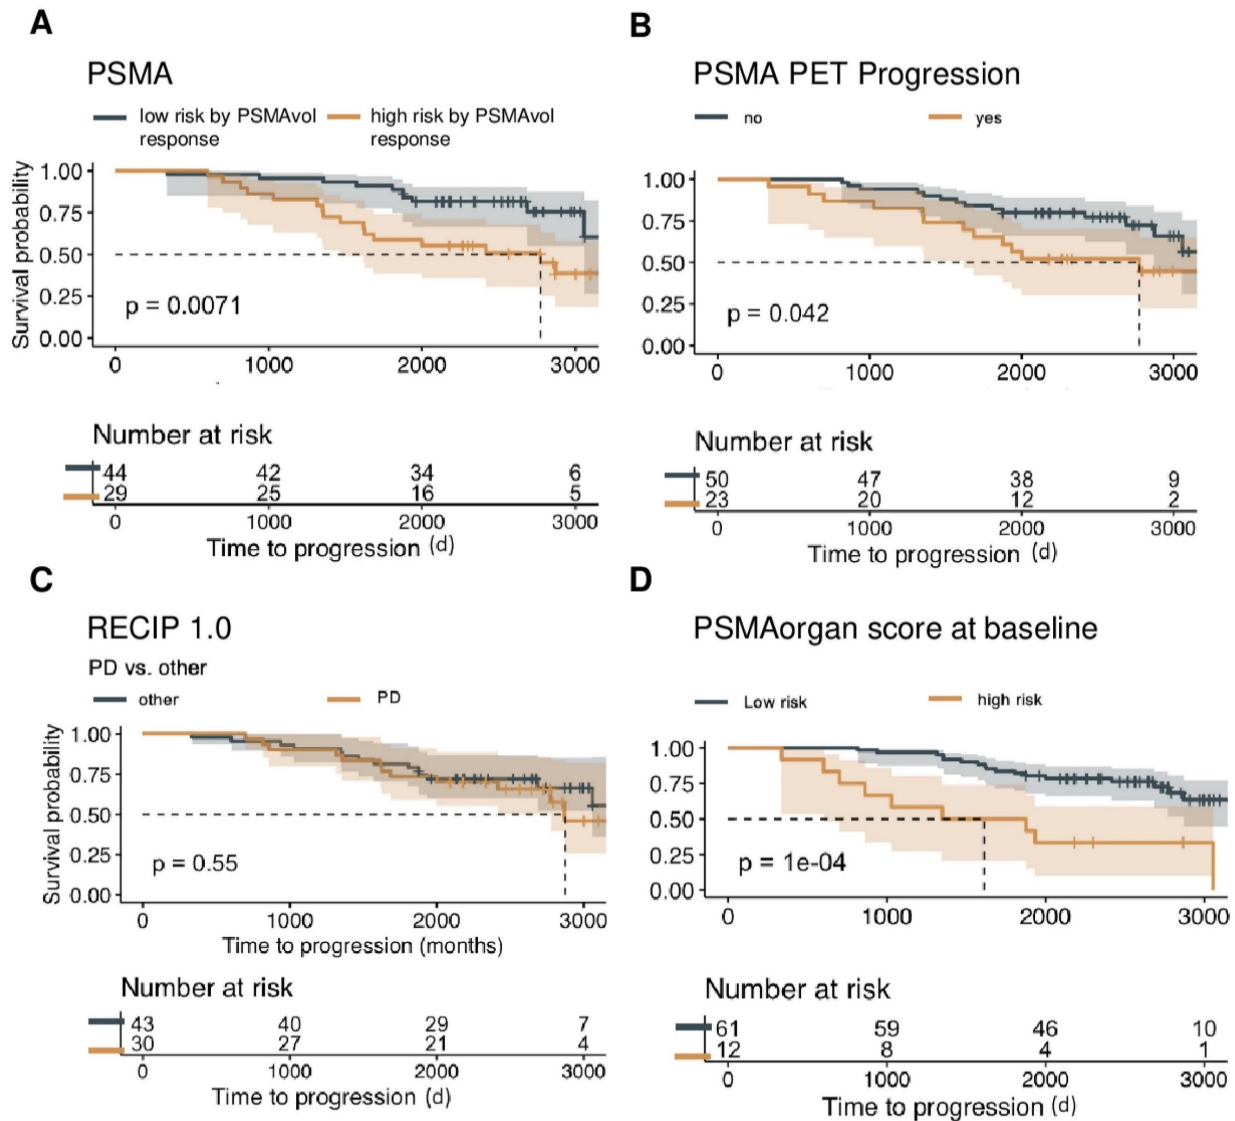 A
PSMA
low risk by PSMAvol response
high risk by PSMAvol response
Survival probability
1.00
0.75
0.50
0.25
0.00
p = 0.0071
0 1000 2000 3000
Number at risk
44 42 34 6
29 25 16 5
0 1000 2000 3000
Time to progression (d)
B
PSMA PET Progression
no
yes
1.00
0.75
0.50
0.25
0.00
p = 0.042
0 1000 2000 3000
Number at risk
50 47 38 9
23 20 12 2
0 1000 2000 3000
Time to progression (d)
C
RECIP 1.0
PD vs. other
other
PD
Survival probability
1.00
0.75
0.50
0.25
0.00
p = 0.55
0 1000 2000 3000
Time to progression (months)
Number at risk
43 40 29 7
30 27 21 4
0 1000 2000 3000
Time to progression (d)
D
PSMAorgan score at baseline
Low risk
high risk
1.00
0.75
0.50
0.25
0.00
p = 1e-04
0 1000 2000 3000
Number at risk
61 59 46 10
12 8 4 1
0 1000 2000 3000
Time to progression (d)